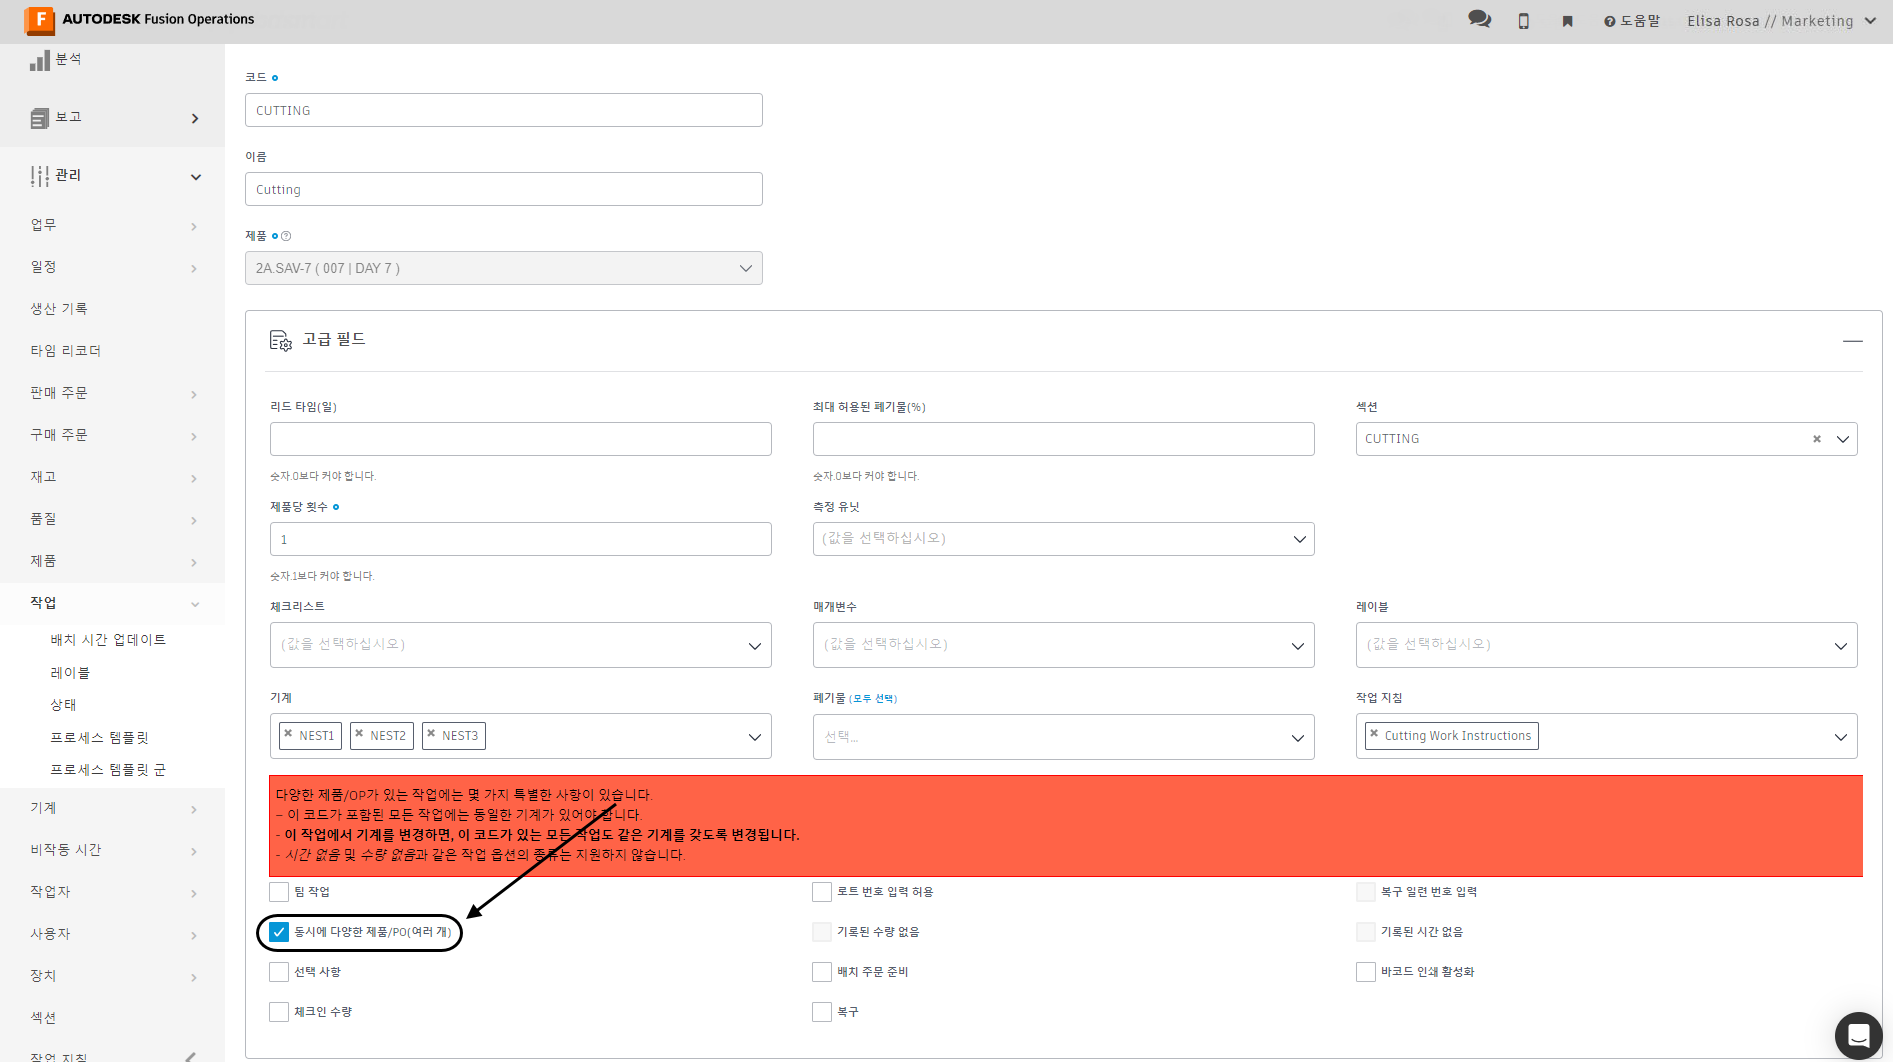 F AUTODESK Fusion Operations
도움말
Elisa Rosa // Marketing
분석
보고
관리
업무
일정
생산 기록
타임 리코더
판매 주문
구매 주문
재고
품질
제품
작업
배치 시간 업데이트
레이블
상태
프로세스 템플릿
프로세스 템플릿 군
기계
비작동 시간
작업자
사용자
장치
섹션
작업 지침
코드
CUTTING
이름
Cutting
제품
2A.SAV-7 ( 007 | DAY 7 )
고급 필드
리드 타임(일)
최대 허용된 폐기물(%)
섹션
CUTTING
숫자.0보다 커야 합니다.
숫자.0보다 커야 합니다.
제품당 횟수
측정 유닛
1
(값을 선택하십시오)
숫자.1보다 커야 합니다.
체크리스트
매개변수
레이블
(값을 선택하십시오)
(값을 선택하십시오)
(값을 선택하십시오)
기계
폐기물 (모두 선택)
작업 지침
× NEST1 × NEST2 × NEST3
선택...
× Cutting Work Instructions
다양한 제품/OP가 있는 작업에는 몇 가지 특별한 사항이 있습니다.
– 이 코드가 포함된 모든 작업에는 동일한 기계가 있어야 합니다.
- 이 작업에서 기계를 변경하면, 이 코드가 있는 모든 작업도 같은 기계를 갖도록 변경됩니다.
- 시간 없음 및 수량 없음과 같은 작업 옵션의 종류는 지원하지 않습니다.
팀 작업
로트 번호 입력 허용
복구 일련 번호 입력
동시에 다양한 제품/PO(여러 개)
기록된 수량 없음
기록된 시간 없음
선택 사항
배치 주문 준비
바코드 인쇄 활성화
체크인 수량
복구